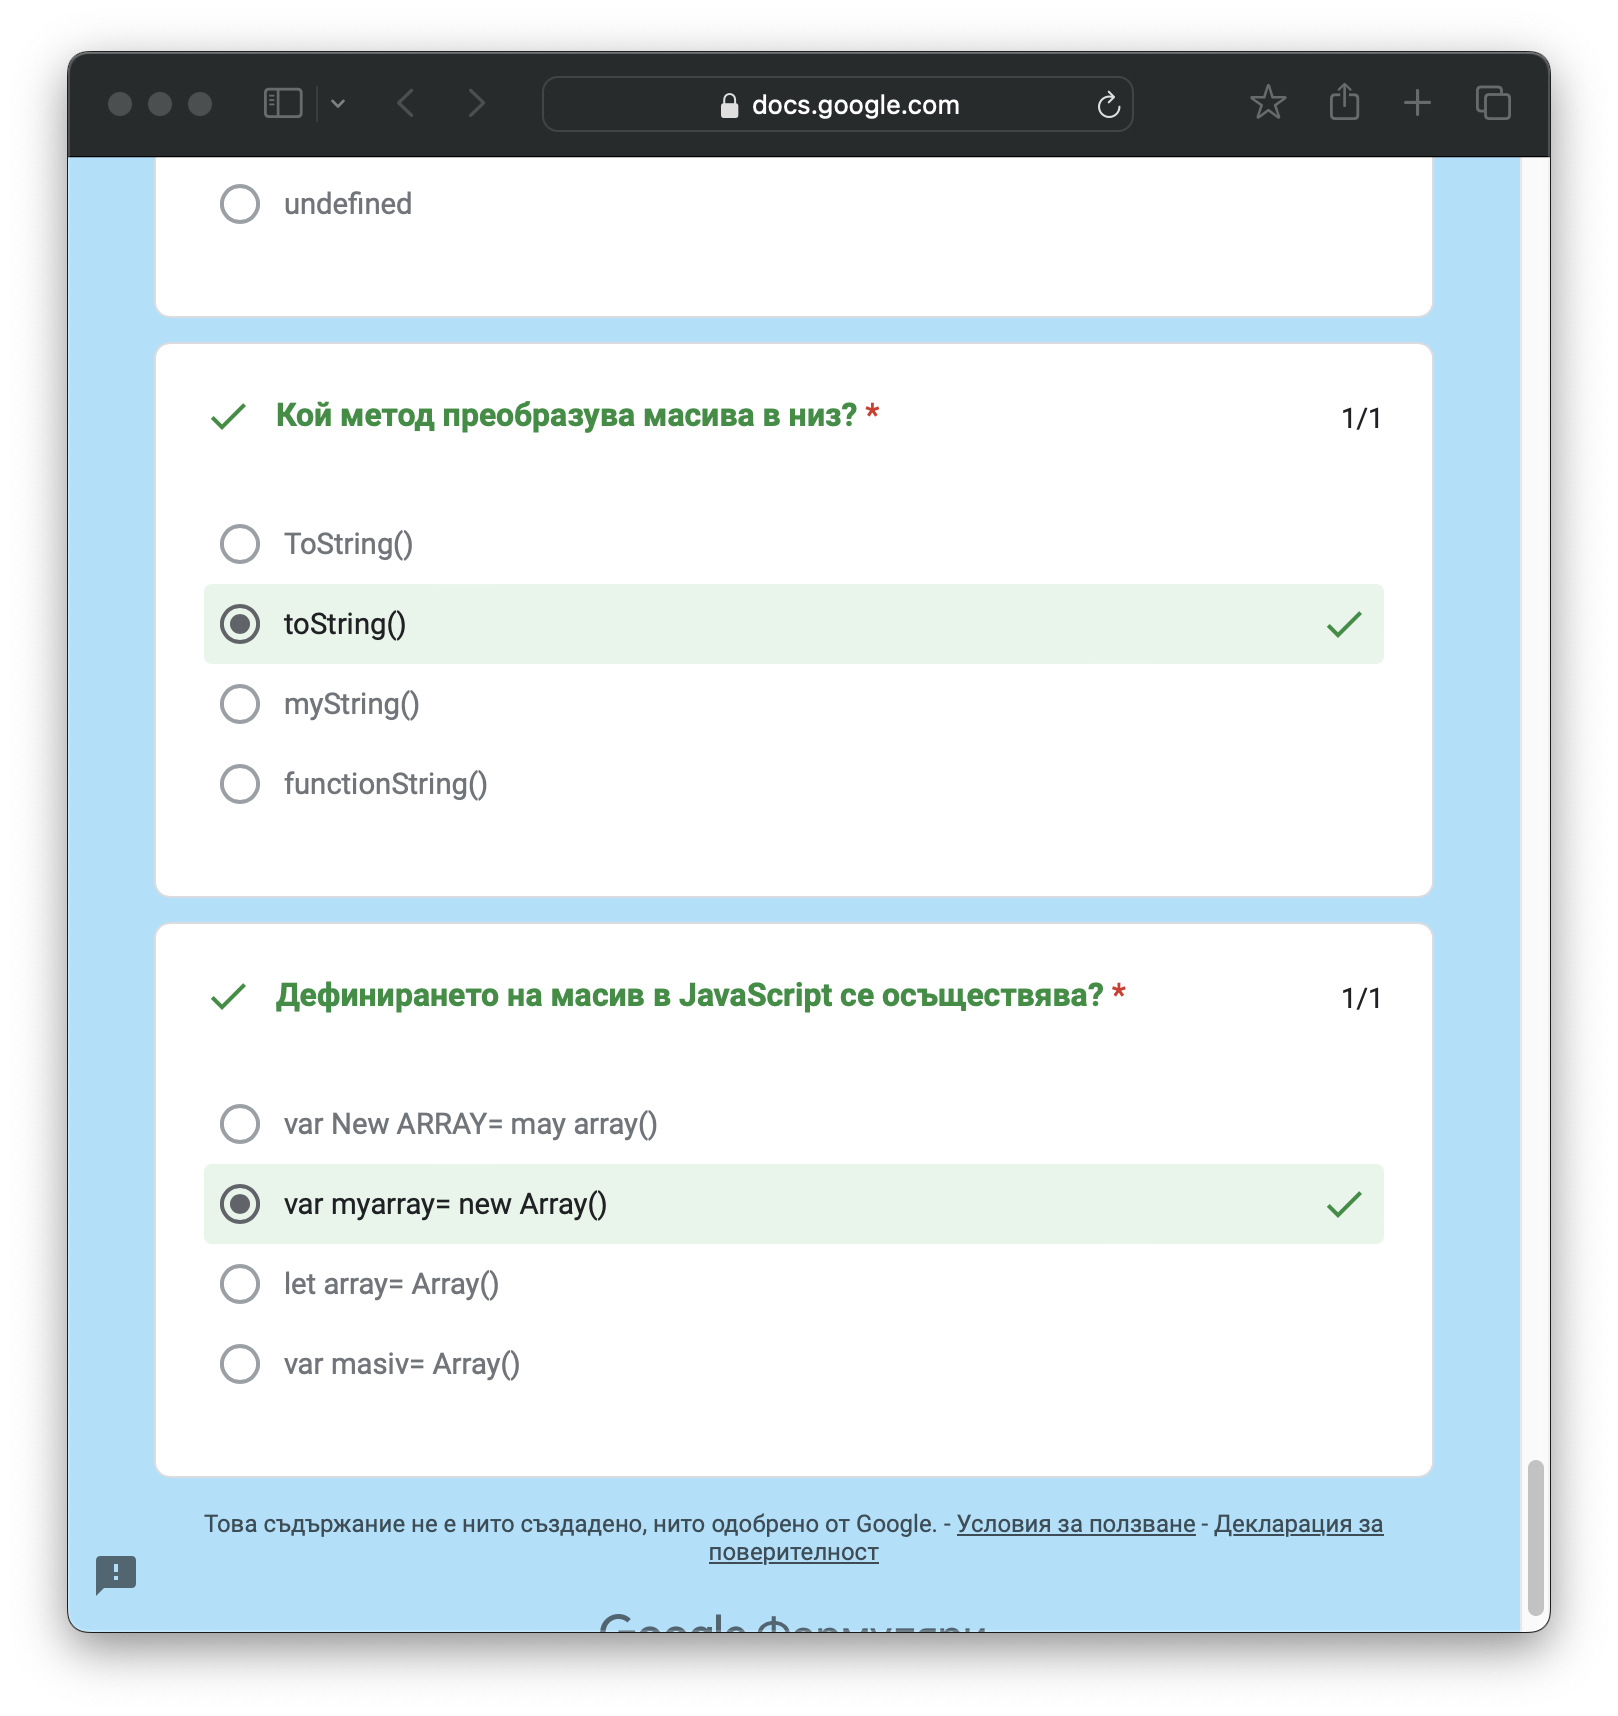 docs.google.com
undefined
Кой метод преобразува масива в низ? *
1/1
ToString()
toString()
myString()
functionString()
Дефинирането на масив в JavaScript се осъществява? *
1/1
var New ARRAY= may array()
var myarray= new Array()
let array= Array()
var masiv= Array()
Това съдържание не е нито създадено, нито одобрено от Google. - Условия за ползване - Декларация за
поверителност
Google Формуляри